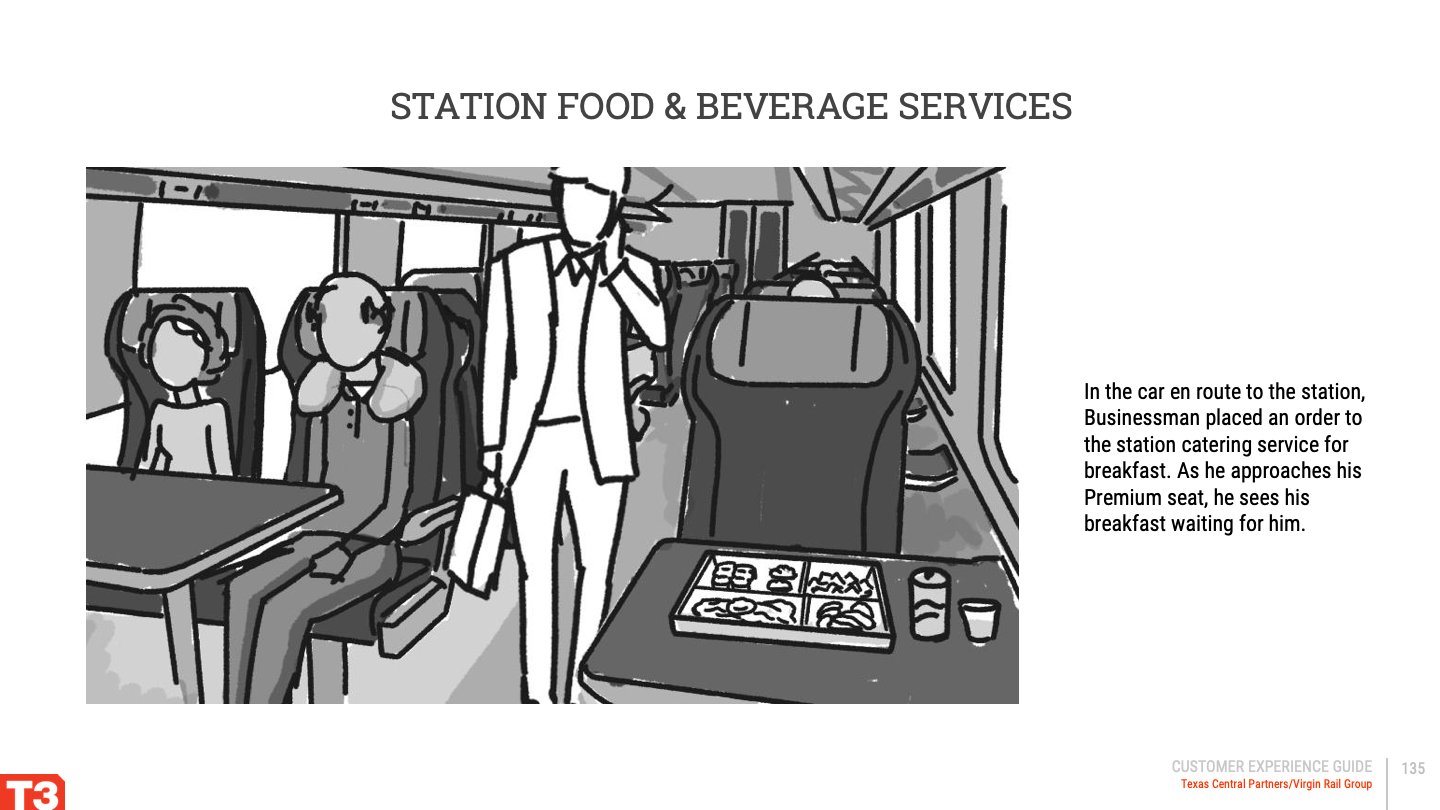 STATION FOOD & BEVERAGE SERVICES
In the car en route to the station,
Businessman placed an order to
the station catering service for
breakfast. As he approaches his
Premium seat, he sees his
breakfast waiting for him.
CUSTOMER EXPERIENCE GUIDE
Texas Central Partners/Virgin Rail Group
135
T3